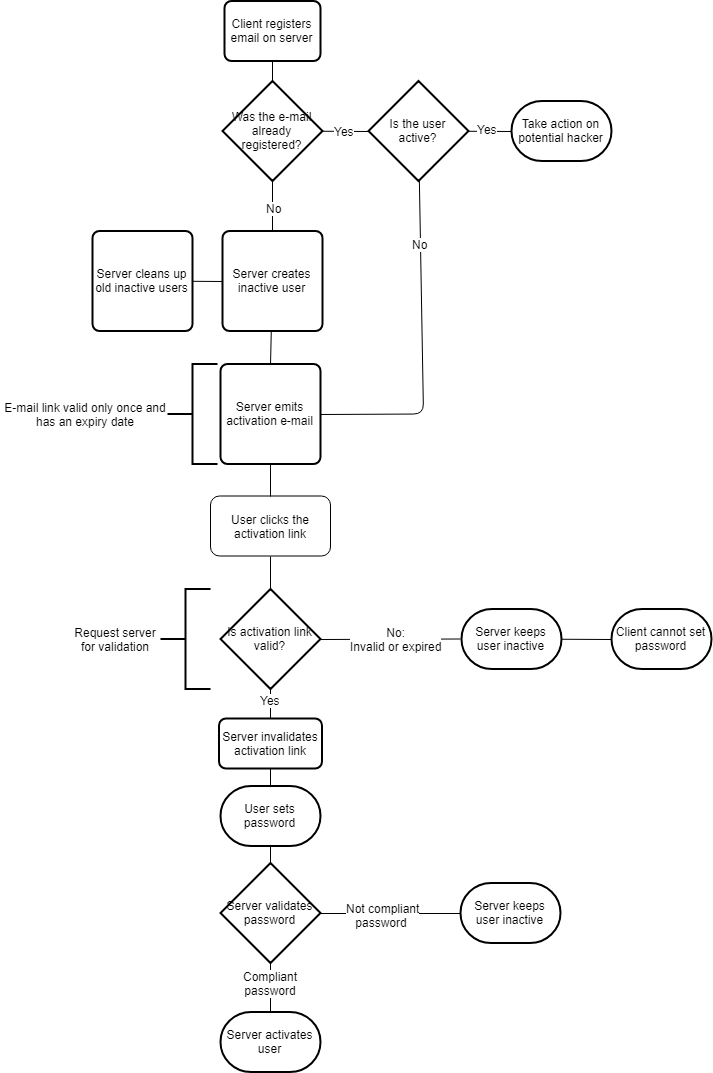 Client registers
email on server
Was the e-mail
already
registered?
Yes
Is the user
active?
Yes
Take action on
potential hacker
No
No
Server cleans up
old inactive users
Server creates
inactive user
E-mail link valid only once and
has an expiry date
Server emits
activation e-mail
User clicks the
activation link
Request server
for validation
Is activation link
valid?
No:
Invalid or expired
Server keeps
user inactive
Client cannot set
password
Yes
Server invalidates
activation link
User sets
password
Server validates
password
Not compliant
password
Server keeps
user inactive
Compliant
password
Server activates
user